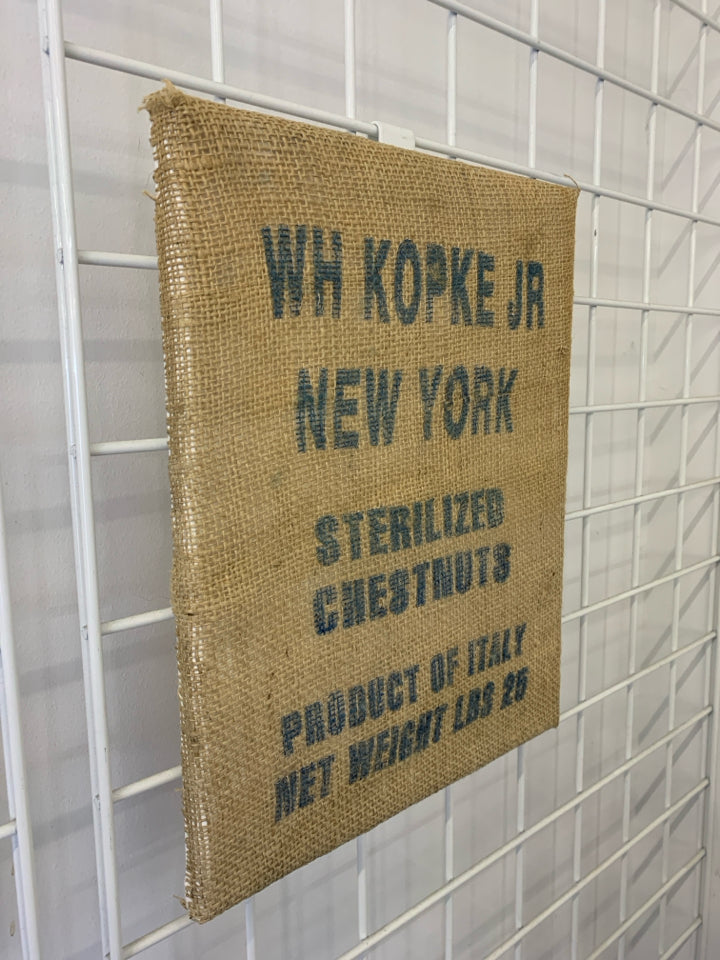 WH KOPKE JR
NEW YORK
STERILIZED
CHESTNUTS
PRODUCT OF ITALY
NET WEIGHT LBS 25